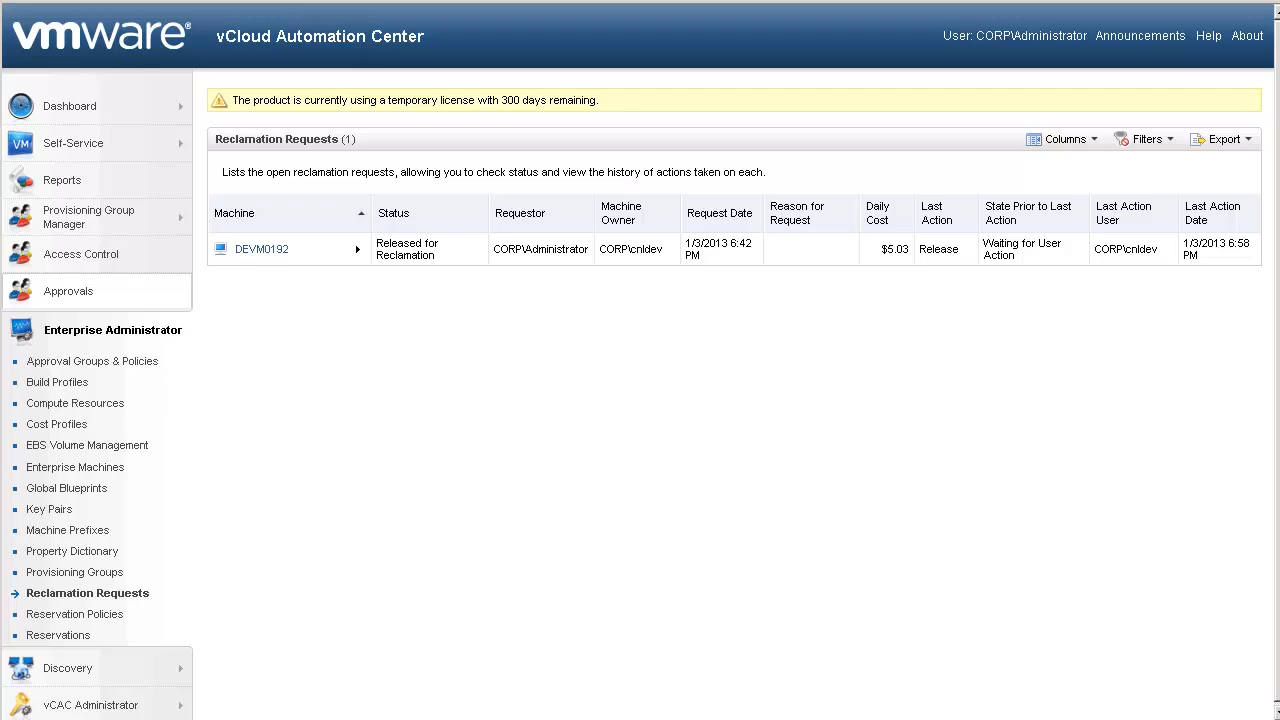 vmware® vCloud Automation Center User: CORP\Administrator Announcements Help About
The product is currently using a temporary license with 300 days remaining.
Dashboard
Self-Service
Reports
Provisioning Group
Manager
Access Control
Approvals
Enterprise Administrator
Approval Groups & Policies
Build Profiles
Compute Resources
Cost Profiles
EBS Volume Management
Enterprise Machines
Global Blueprints
Key Pairs
Machine Prefixes
Property Dictionary
Provisioning Groups
Reclamation Requests
Reservation Policies
Reservations
Discovery
vCAC Administrator
Reclamation Requests (1) Columns Filters Export
Lists the open reclamation requests, allowing you to check status and view the history of actions taken on each.
Machine
Status
Requestor
Machine
Owner
Request Date
Reason for
Request
Daily
Cost
Last
Action
State Prior to Last
Action
Last Action
User
Last Action
Date
DEVM0192
Released for
Reclamation
CORP\Administrator
CORP\cnldev
1/3/2013 6:42
PM
$5.03
Release
Waiting for User
Action
CORP\cnldev
1/3/2013 6:58
PM